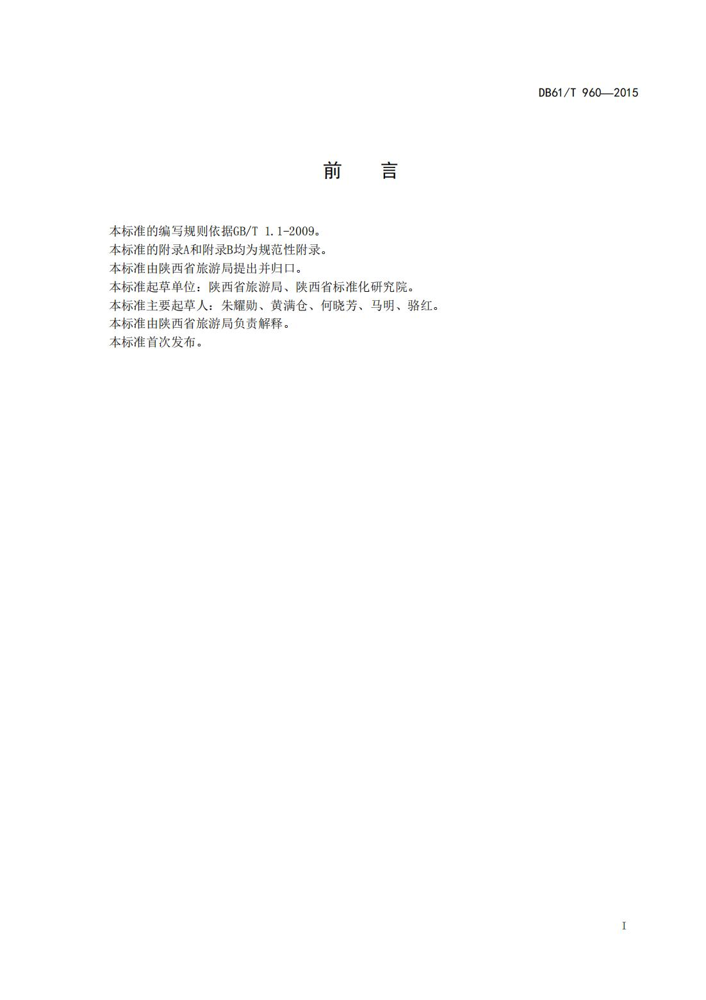 DB61/T 960—2015
前 言
本标准的编写规则依据GB/T 1.1-2009。
本标准的附录A和附录B均为规范性附录。
本标准由陕西省旅游局提出并归口。
本标准起草单位：陕西省旅游局、陕西省标准化研究院。
本标准主要起草人：朱耀勋、黄满仓、何晓芳、马明、骆红。
本标准由陕西省旅游局负责解释。
本标准首次发布。
I